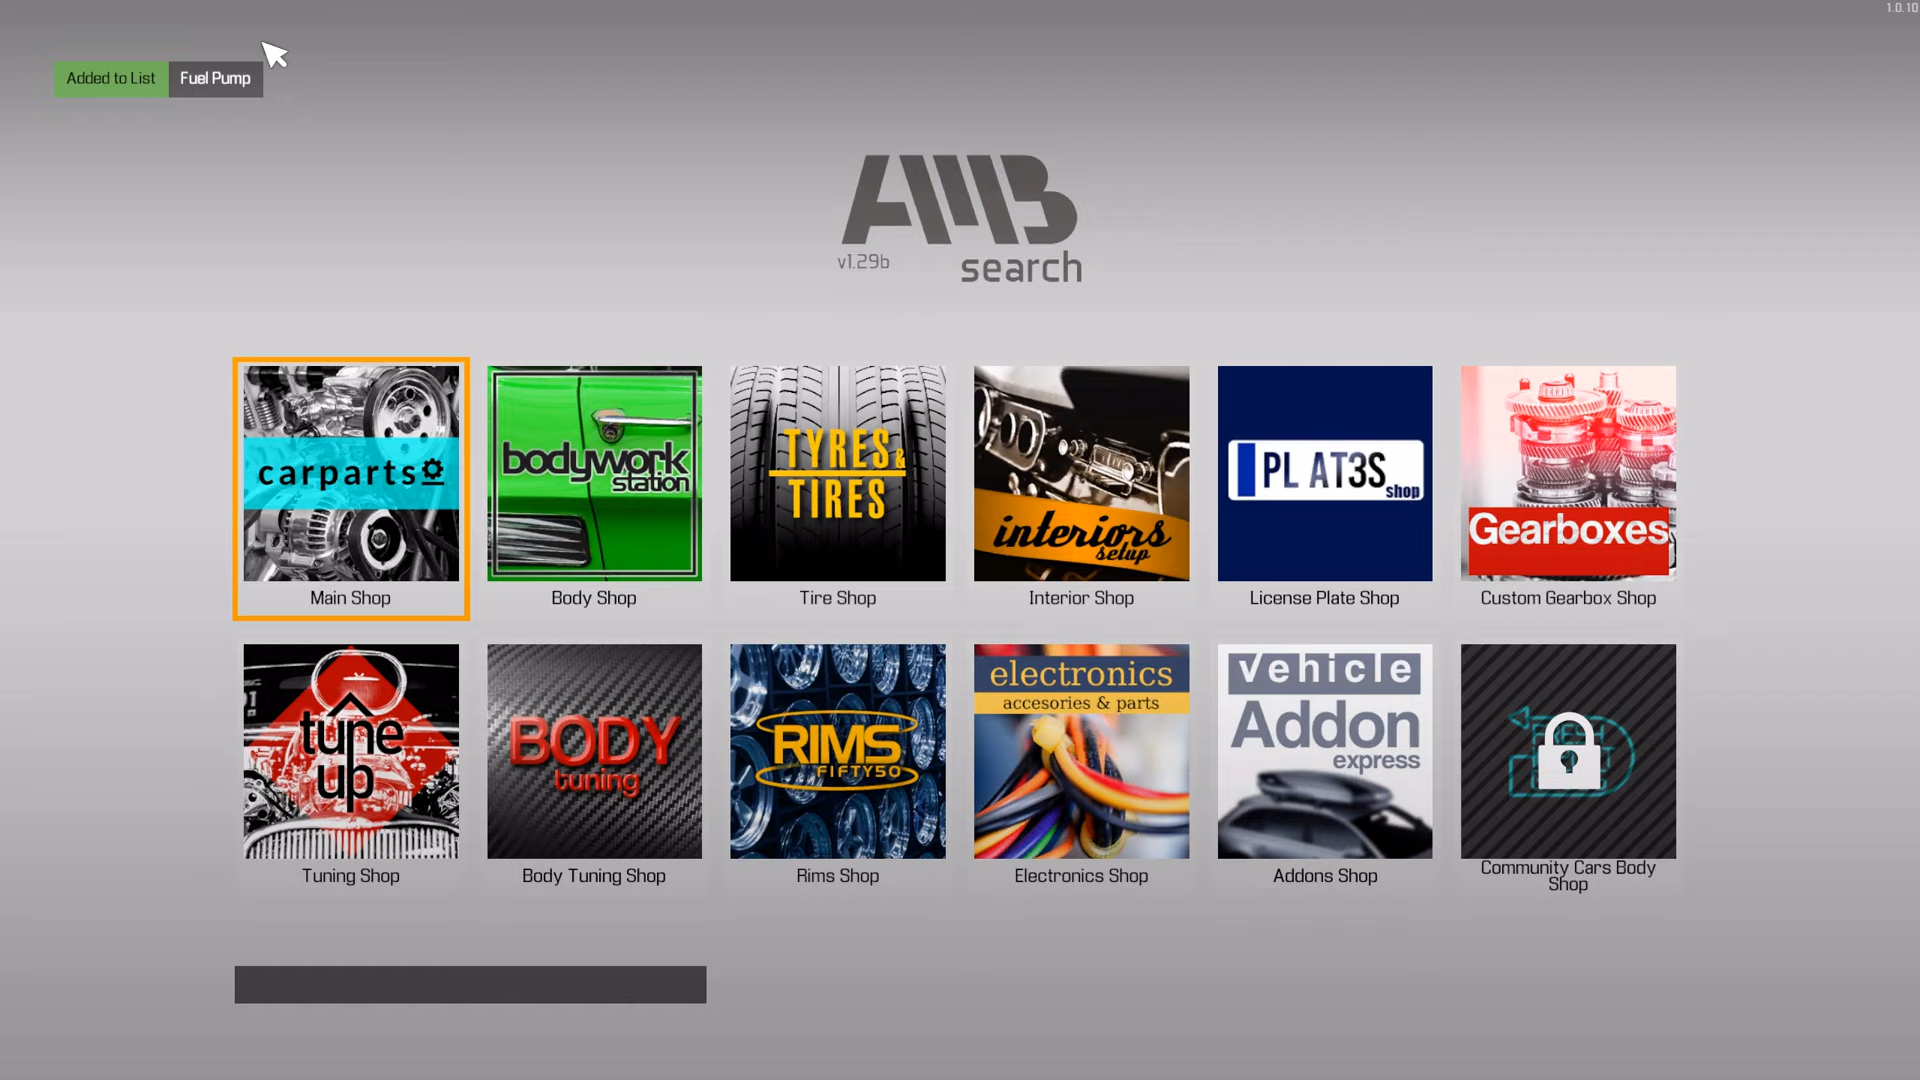 1.0.10
Added to List Fuel Pump
AMB
v1.29b
search
carparts
Main Shop
bodywork
station
Body Shop
TYRES &
TIRES
Tire Shop
interiors
setup
Interior Shop
PL AT3S
shop
License Plate Shop
Gearboxes
Custom Gearbox Shop
tune
up
Tuning Shop
BODY
tuning
Body Tuning Shop
RIMS
FIFTY50
Rims Shop
electronics
accesories & parts
Electronics Shop
vehicle
Addon
express
Addons Shop
Community Cars Body
Shop